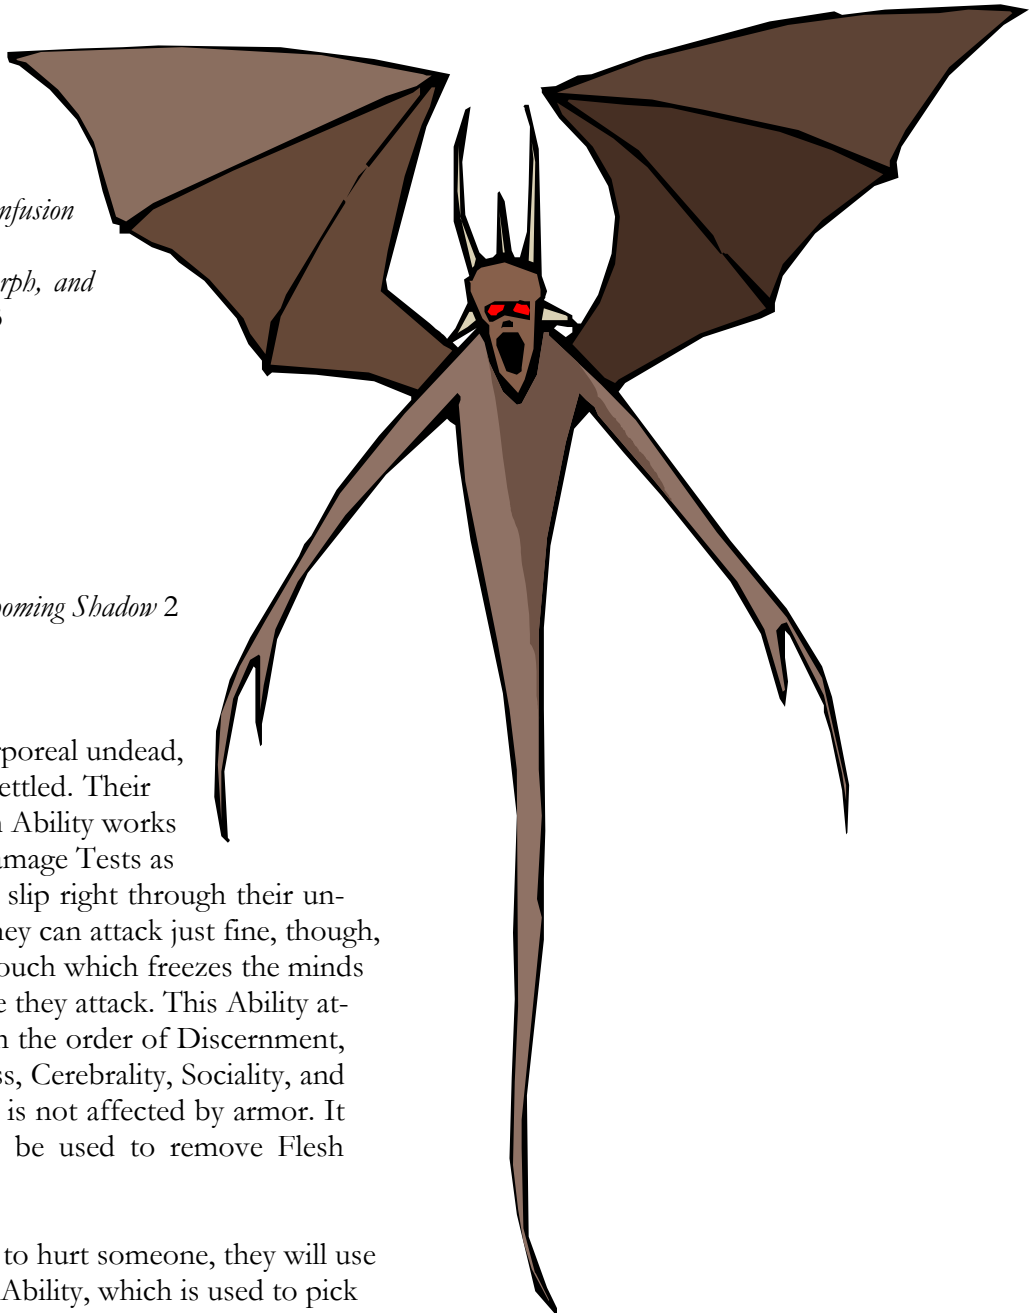 nfusion
rph, and
ooming Shadow 2
rporeal undead,
ettled. Their
n Ability works
amage Tests as
slip right through their un-
hey can attack just fine, though,
ouch which freezes the minds
e they attack. This Ability at-
n the order of Discernment,
ss, Cerebrality, Sociality, and
is not affected by armor. It
be used to remove Flesh
to hurt someone, they will use
Ability, which is used to pick